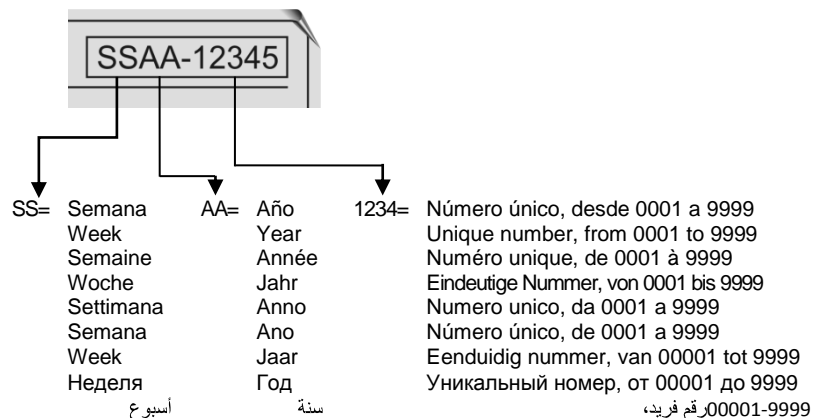 SSAA-12345
SS= Semana AA= Año 1234= Número único, desde 0001 a 9999
Week Year Unique number, from 0001 to 9999
Semaine Année Numéro unique, de 0001 à 9999
Woche Jahr Eindeutige Nummer, von 0001 bis 9999
Settimana Anno Numero unico, da 0001 a 9999
Semana Ano Número único, de 0001 a 9999
Week Jaar Eenduidig nummer, van 00001 tot 9999
Неделя Год Уникальный номер, от 00001 до 9999
أسبوع سنة رقم فريد، 00001-9999